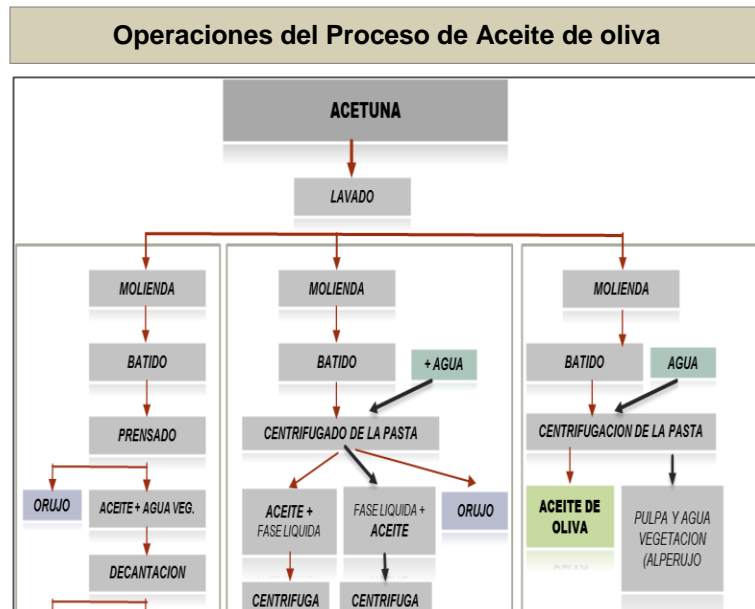 Operaciones del Proceso de Aceite de oliva
ACETUNA
LAVADO
MOLIENDA
BATIDO
PRENSADO
ORUJO
ACEITE + AGUA VEG.
DECANTACION
MOLIENDA
BATIDO
+ AGUA
CENTRIFUGADO DE LA PASTA
ACEITE +
FASE LIQUIDA
FASE LIQUIDA +
ACEITE
ORUJO
CENTRIFUGA
CENTRIFUGA
MOLIENDA
BATIDO
AGUA
CENTRIFUGACION DE LA PASTA
ACEITE DE
OLIVA
PULPA Y AGUA
VEGETACION
(ALPERUJO